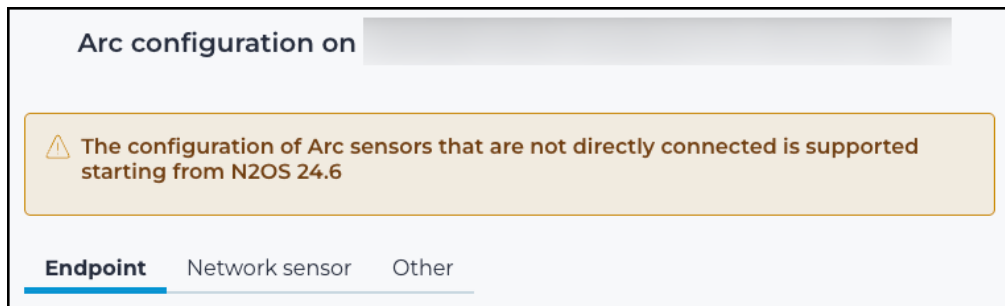 Arc configuration on
The configuration of Arc sensors that are not directly connected is supported
starting from N2OS 24.6
Endpoint Network sensor Other